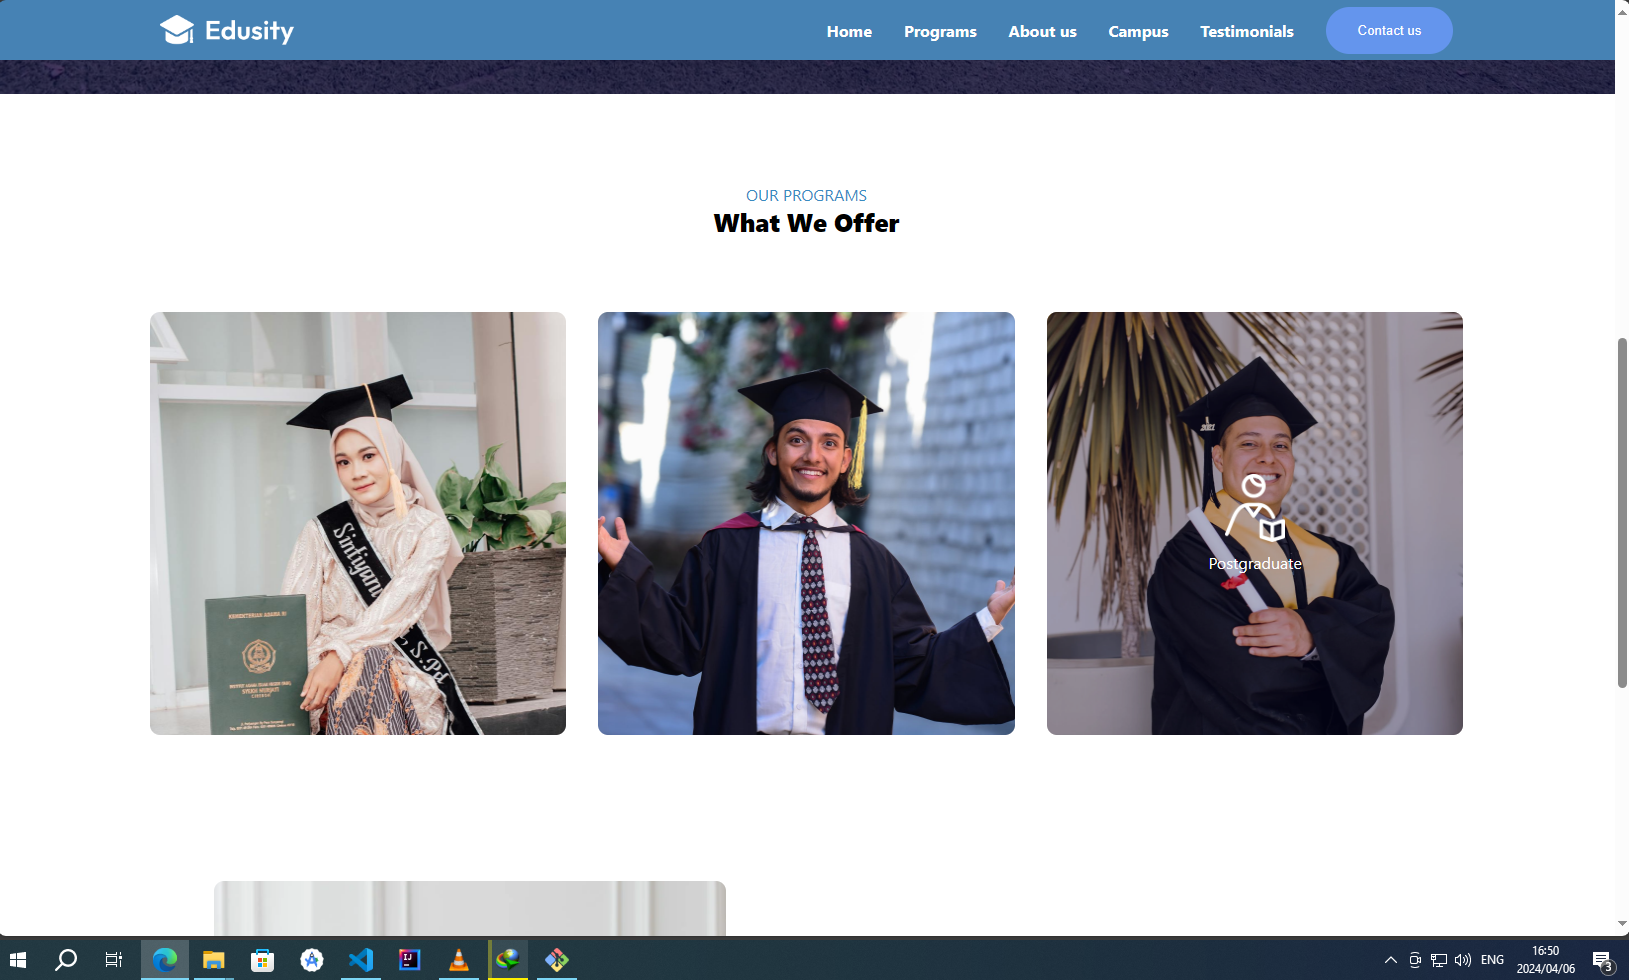 Edusity
Home
Programs
About us
Campus
Testimonials
Contact us
OUR PROGRAMS
What We Offer
Sintiyani
S.Pd
2021
Postgraduate
ENG
16:50
2024/04/06
3